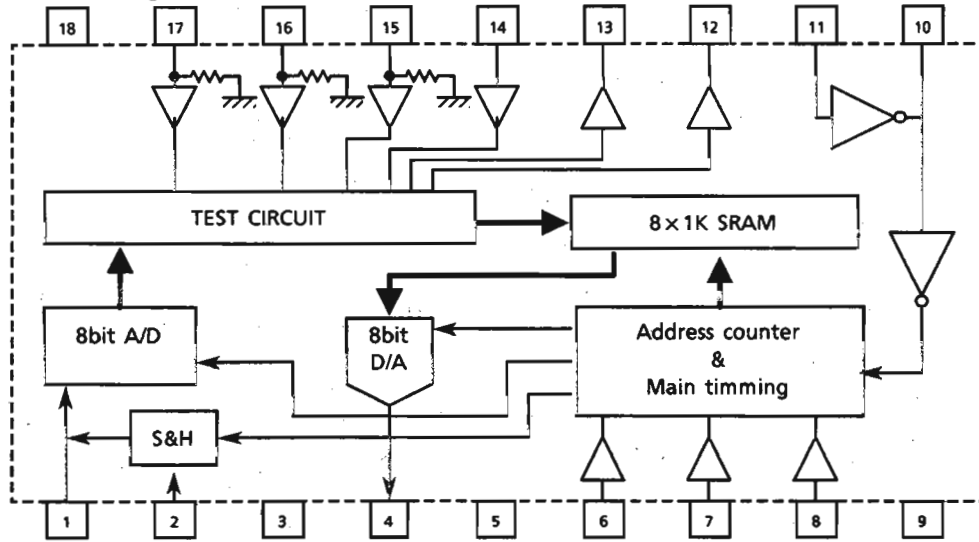 18 17 16 15 14 13 12 11 10
TEST CIRCUIT
8×1K SRAM
8bit A/D
8bit
D/A
Address counter
&
Main timming
S&H
1 2 3 4 5 6 7 8 9